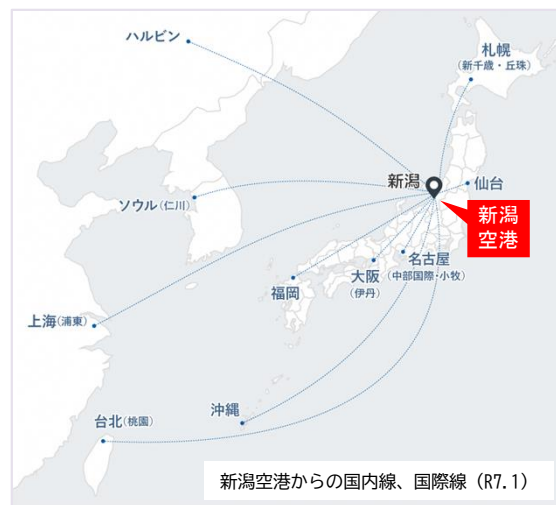 ハルビン
札幌
(新千歳・丘珠)
新潟
仙台
ソウル(仁川)
新潟
空港
名古屋
(中部国際・小牧)
大阪
(伊丹)
福岡
上海(浦東)
沖縄
台北(桃園)
新潟空港からの国内線、国際線（R7.1）